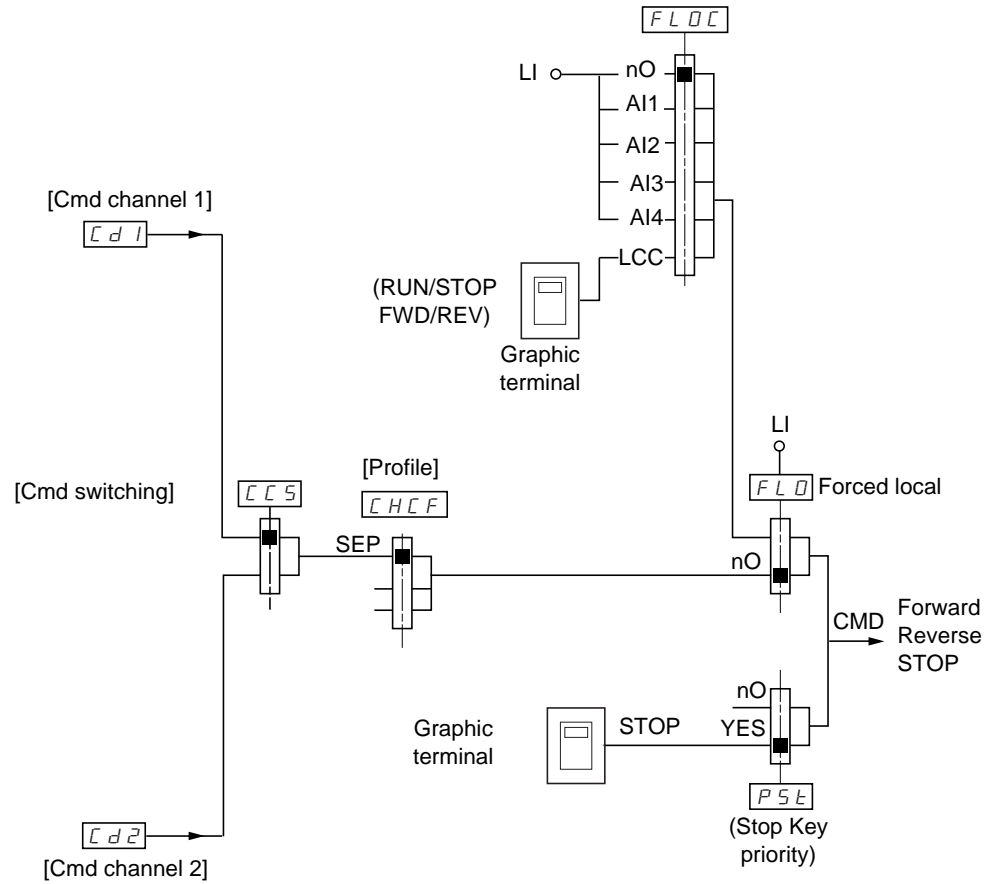 FLOC
LI
nO
AI1
AI2
AI3
AI4
LCC
[Cmd channel 1]
Cd1
(RUN/STOP
FWD/REV)
Graphic
terminal
LI
[Profile]
[Cmd switching]
CCS
CHCF
FLO
Forced local
SEP
nO
CMD
Forward
Reverse
STOP
nO
Graphic
terminal
STOP
YES
PSt
(Stop Key
priority)
Cd2
[Cmd channel 2]